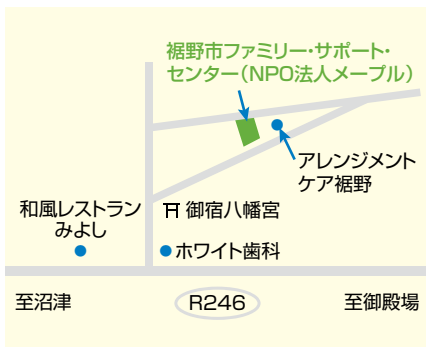 裾野市ファミリー・サポート・
センター(NPO法人メープル)
アレンジメント
ケア裾野
和風レストラン
みよし
御宿八幡宮
ホワイト歯科
至沼津
R246
至御殿場